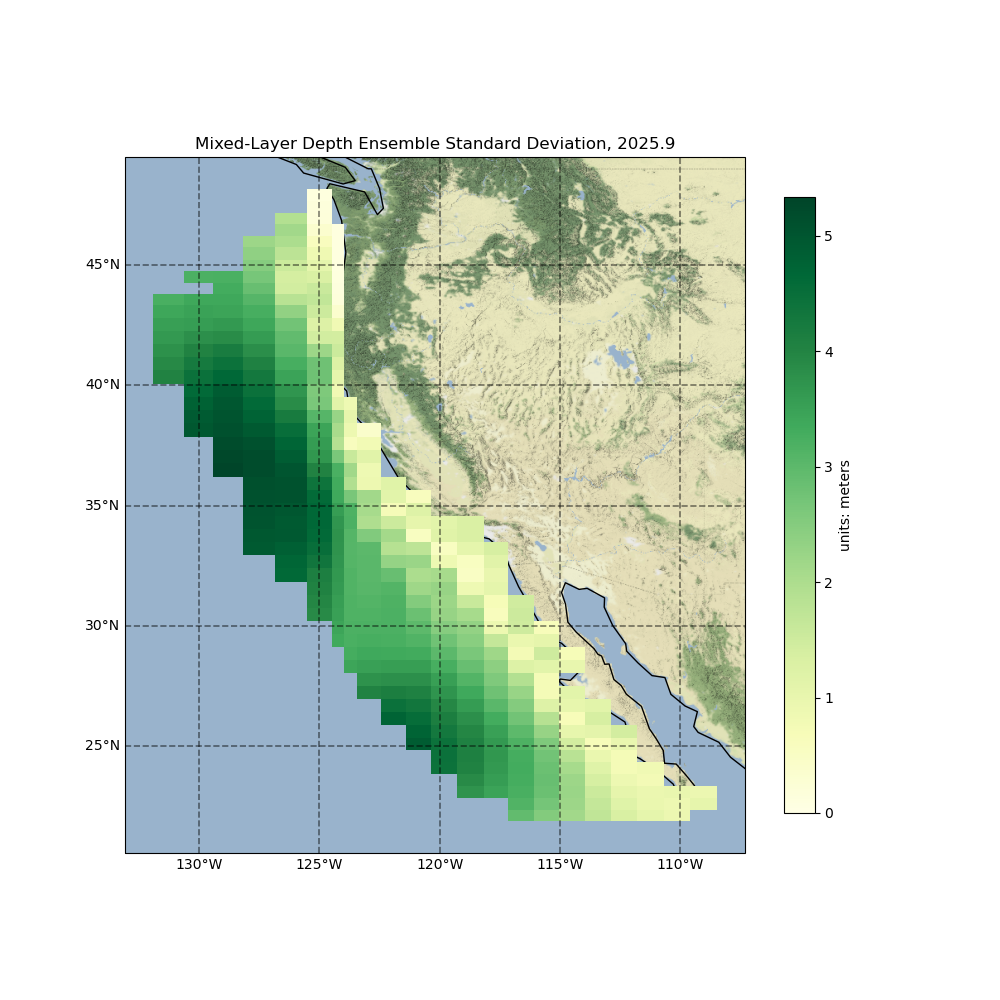 Mixed-Layer Depth Ensemble Standard Deviation, 2025.9
45°N
40°N
35°N
30°N
25°N
130°W 125°W 120°W 115°W 110°W
5
4
3
2
1
0
units: meters